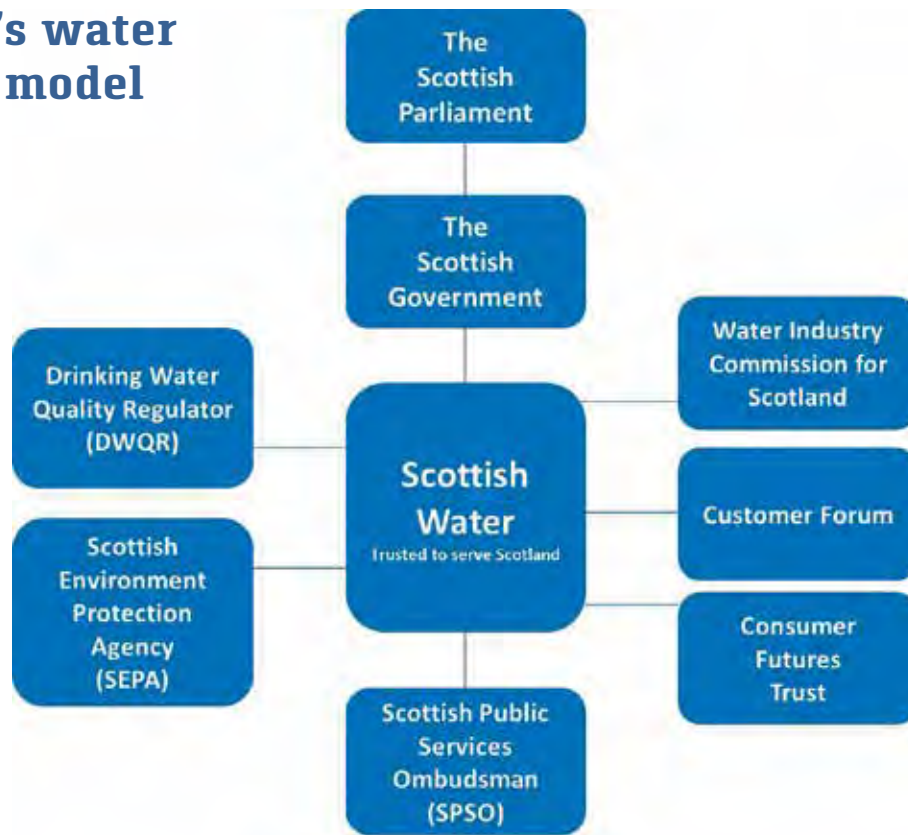 's water
model
The
Scottish
Parliament
The
Scottish
Government
Drinking Water
Quality Regulator
(DWQR)
Water Industry
Commission for
Scotland
Scottish
Water
Trusted to serve Scotland
Customer Forum
Scottish
Environment
Protection
Agency
(SEPA)
Consumer
Futures
Trust
Scottish Public
Services
Ombudsman
(SPSO)